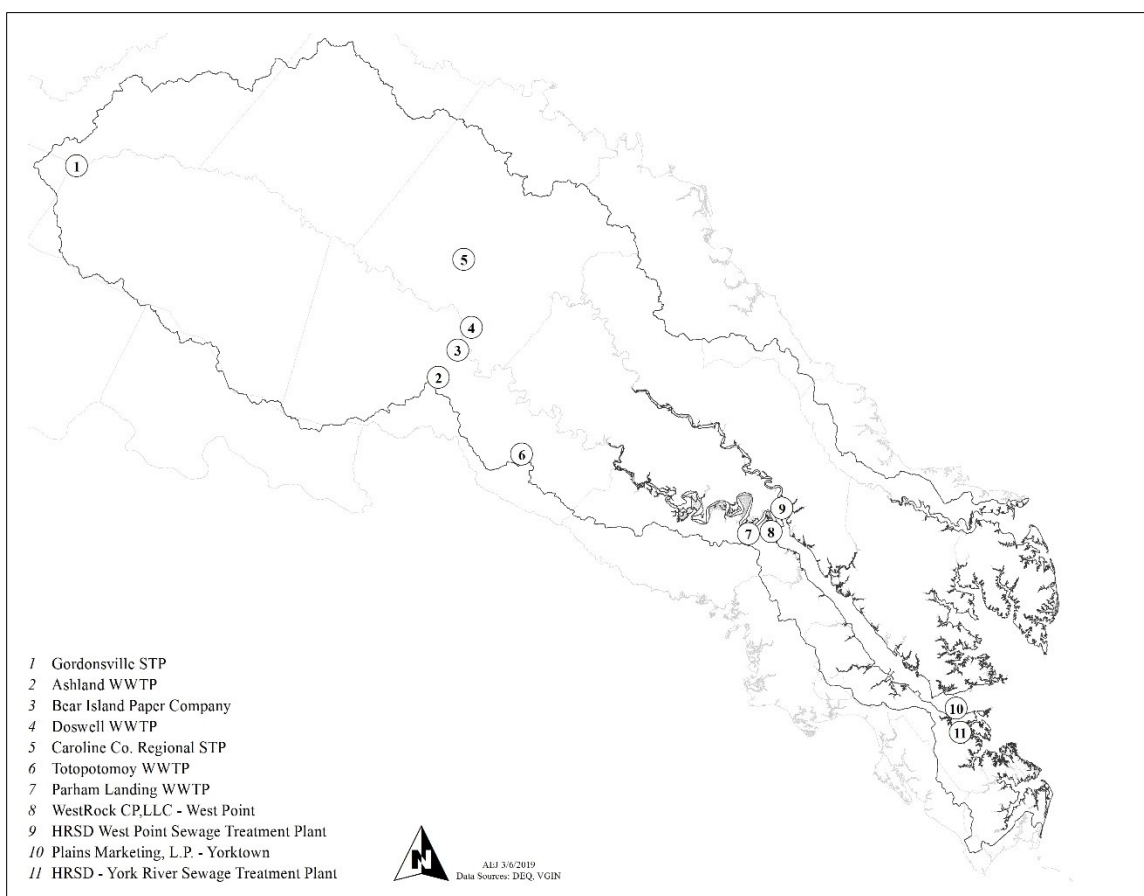 1
5
4
3
2
6
9
7
8
10
11
1 Gordonsville STP
2 Ashland WWTP
3 Bear Island Paper Company
4 Doswell WWTP
5 Caroline Co. Regional STP
6 Totopotomoy WWTP
7 Parham Landing WWTP
8 WestRock CP,LLC - West Point
9 HRSD West Point Sewage Treatment Plant
10 Plains Marketing, L.P. - Yorktown
11 HRSD - York River Sewage Treatment Plant
N
AEJ 3/6/2019
Data Sources: DEQ, VGIN